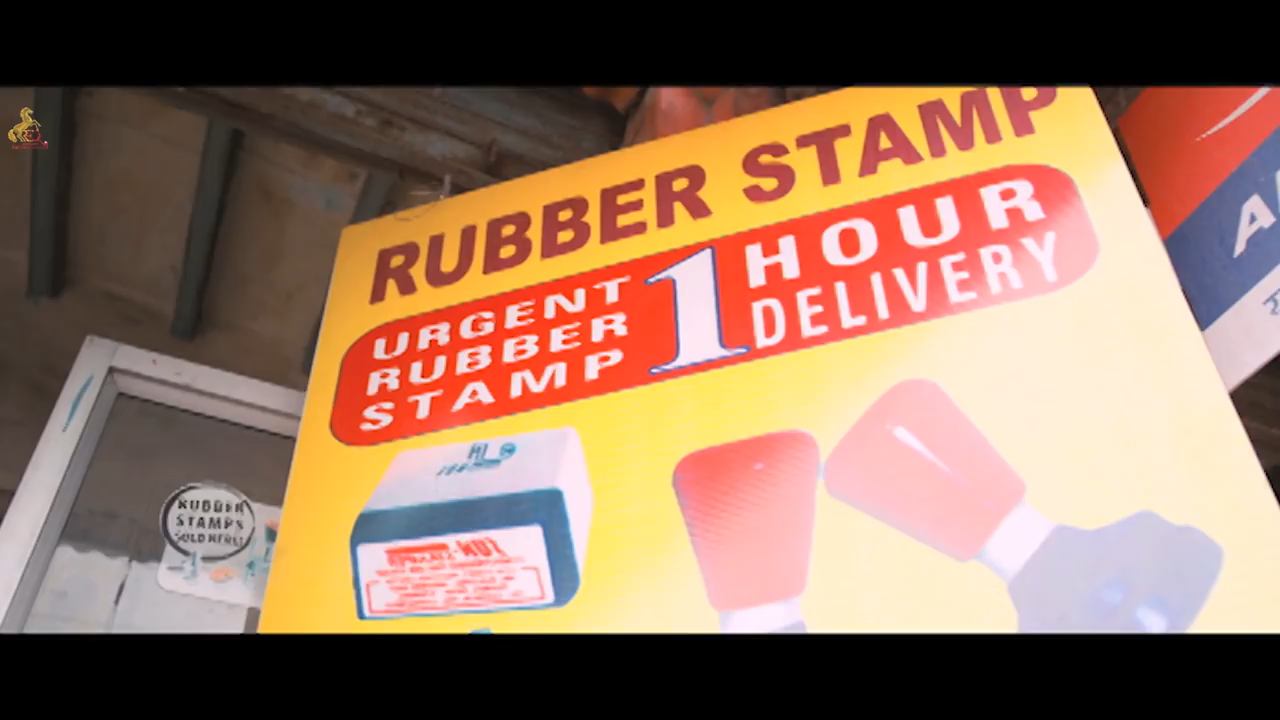 RUBBER STAMP
URGENT
RUBBER
STAMP
1
HOUR
DELIVERY
RUBBER
STAMPS
SOLD HERE!